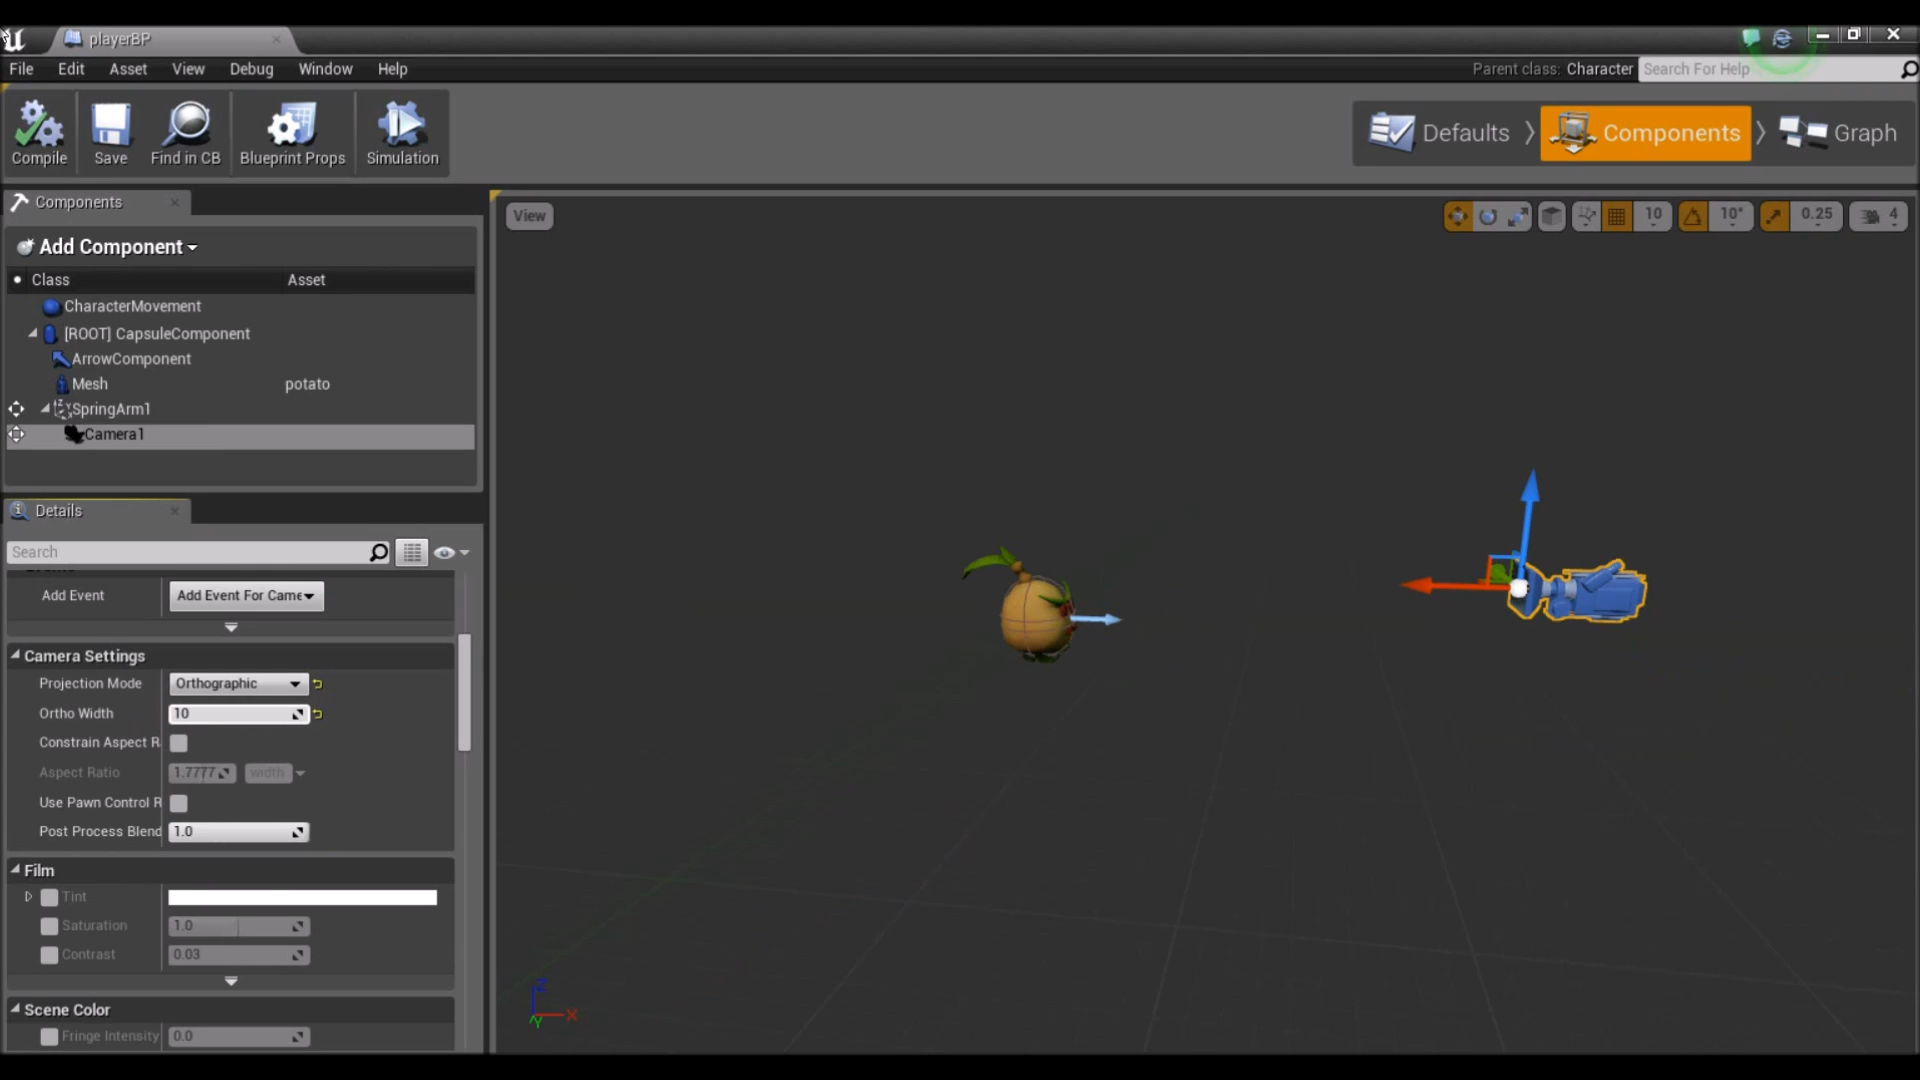 playerBP
File Edit Asset View Debug Window Help
Parent class: Character Search For Help
Compile Save Find in CB Blueprint Props Simulation
Defaults Components Graph
Components
View
10 10° 0.25 4
Add Component
Class Asset
CharacterMovement
[ROOT] CapsuleComponent
ArrowComponent
Mesh potato
SpringArm1
Camera1
Details
Search
Add Event Add Event For Came
Camera Settings
Projection Mode Orthographic
Ortho Width 10
Constrain Aspect R
Aspect Ratio 1.7777 width
Use Pawn Control R
Post Process Blend 1.0
Film
Tint
Saturation 1.0
Contrast 0.03
Scene Color
Fringe Intensity 0.0
Z
X
Y